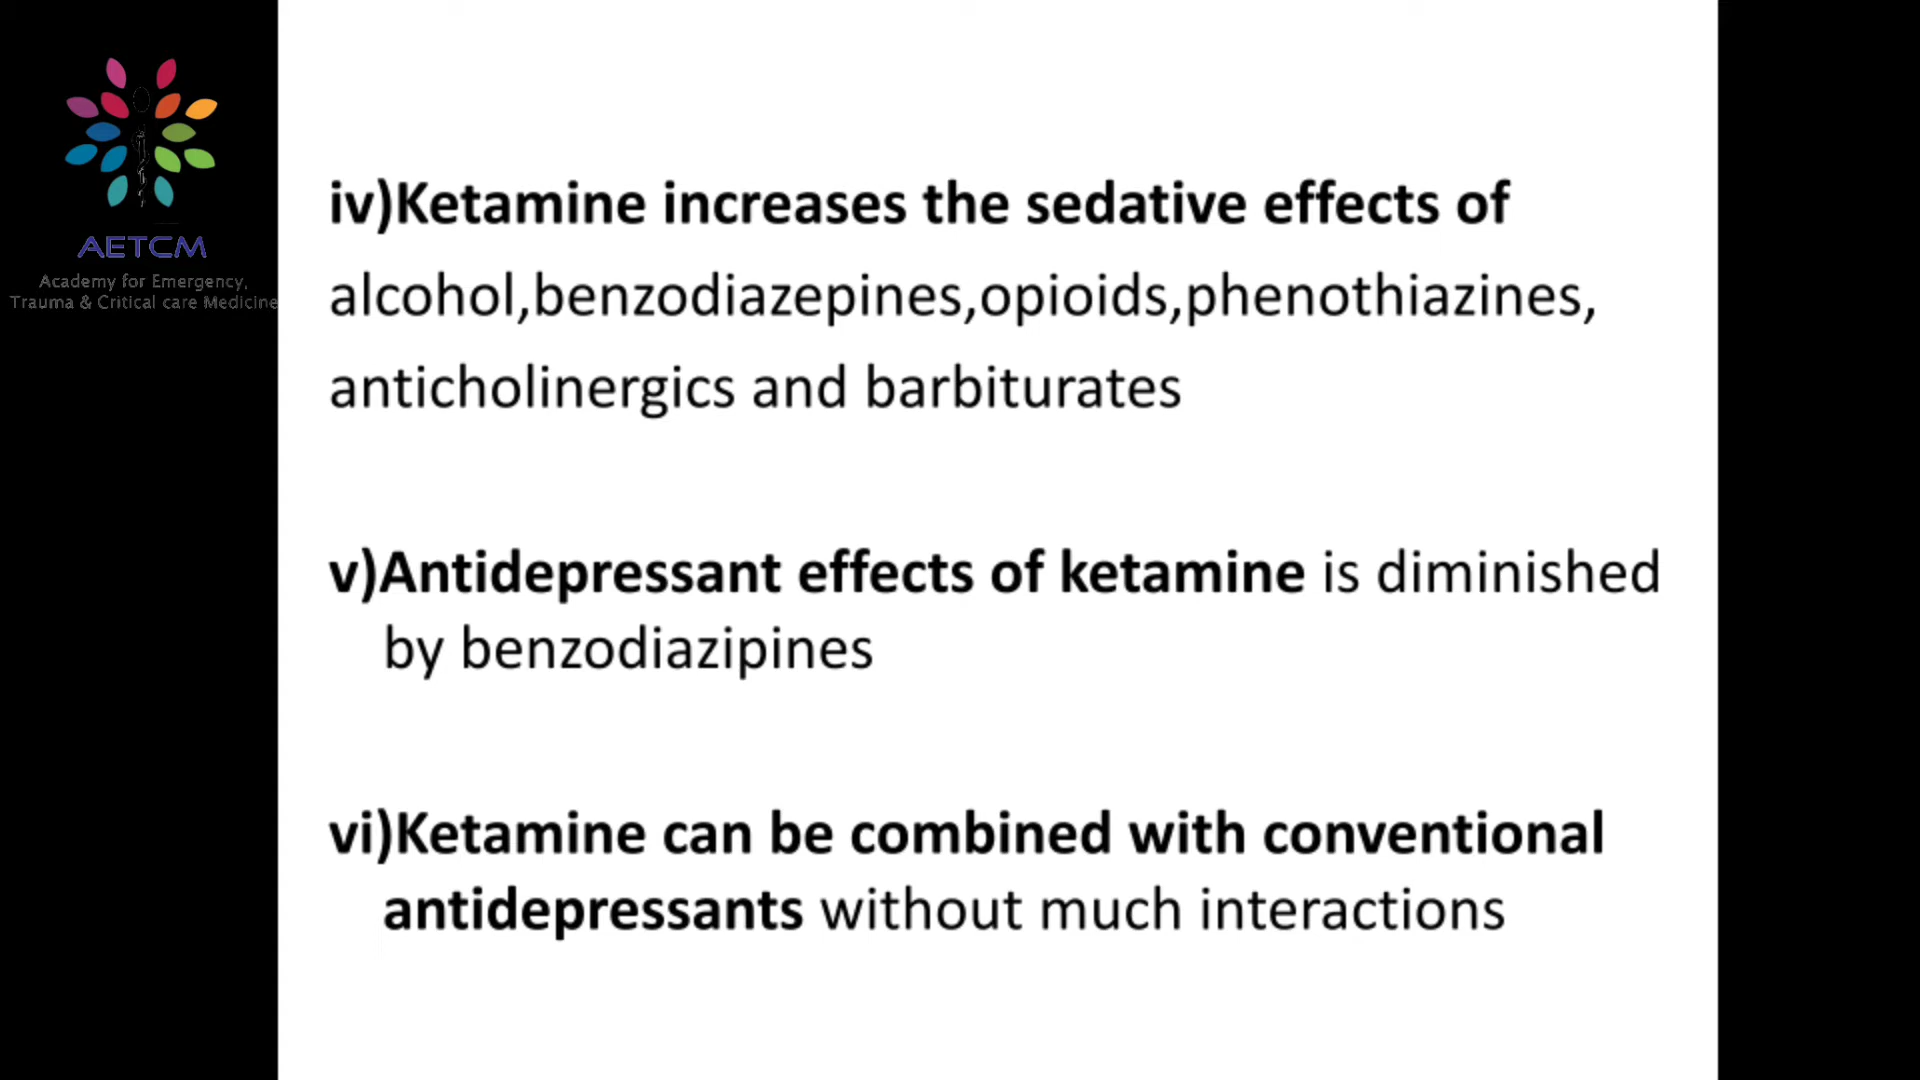 AETCM
Academy for Emergency,
Trauma & Critical care Medicine
iv)Ketamine increases the sedative effects of
alcohol,benzodiazepines,opioids,phenothiazines,
anticholinergics and barbiturates
v)Antidepressant effects of ketamine is diminished
by benzodiazipines
vi)Ketamine can be combined with conventional
antidepressants without much interactions